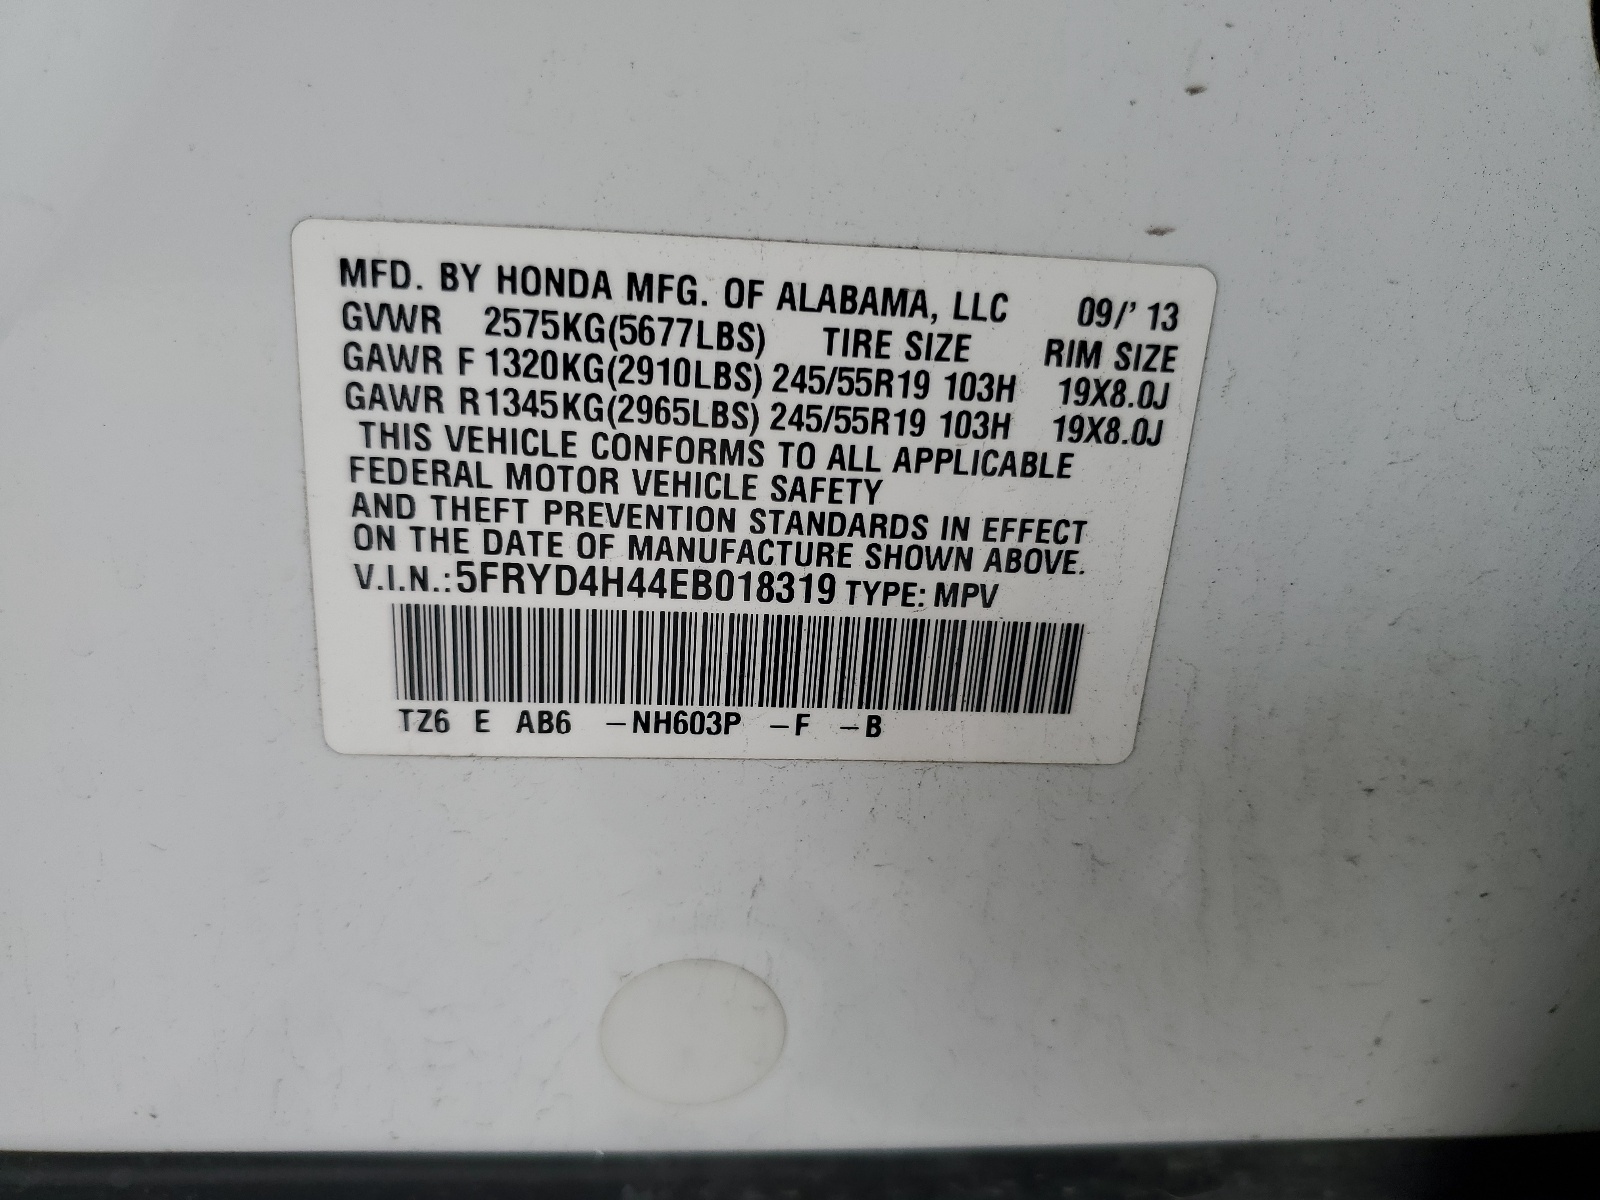 MFD. BY HONDA MFG. OF ALABAMA, LLC 09/' 13
GVWR 2575KG(5677LBS) TIRE SIZE RIM SIZE
GAWR F 1320KG(2910LBS) 245/55R19 103H 19X8.0J
GAWR R1345KG(2965LBS) 245/55R19 103H 19X8.0J
THIS VEHICLE CONFORMS TO ALL APPLICABLE
FEDERAL MOTOR VEHICLE SAFETY
AND THEFT PREVENTION STANDARDS IN EFFECT
ON THE DATE OF MANUFACTURE SHOWN ABOVE.
V.I.N.:5FRYD4H44EB018319 TYPE: MPV
TZ6 E AB6 –NH603P –F –B